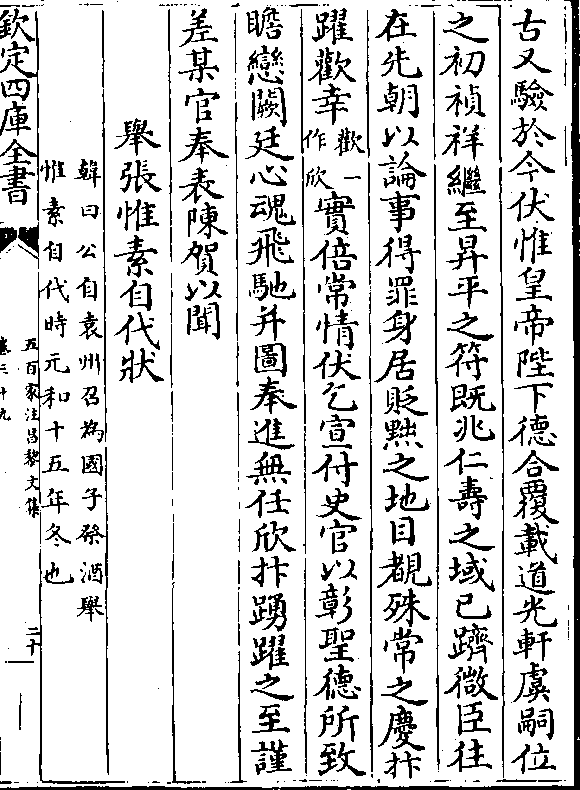 古又驗於今伏惟皇帝陛下德合覆載道光軒虞嗣位
之初禎祥繼至昇平之符既兆仁壽之域已躋微臣往
在先朝以論事得罪身居貶黜之地目覩殊常之慶抃
躍歡幸歡一作欣實倍常情伏乞宣付史官以彰聖德所致
瞻戀闕廷心魂飛馳并圖奉進無任欣抃踴躍之至謹
差某官奉表陳賀以聞
舉張惟素自代狀
韓曰公自袁州召為國子祭酒舉
惟素自代時元和十五年冬也
欽定四庫全書
五百家注昌黎文集
卷三十九
二十